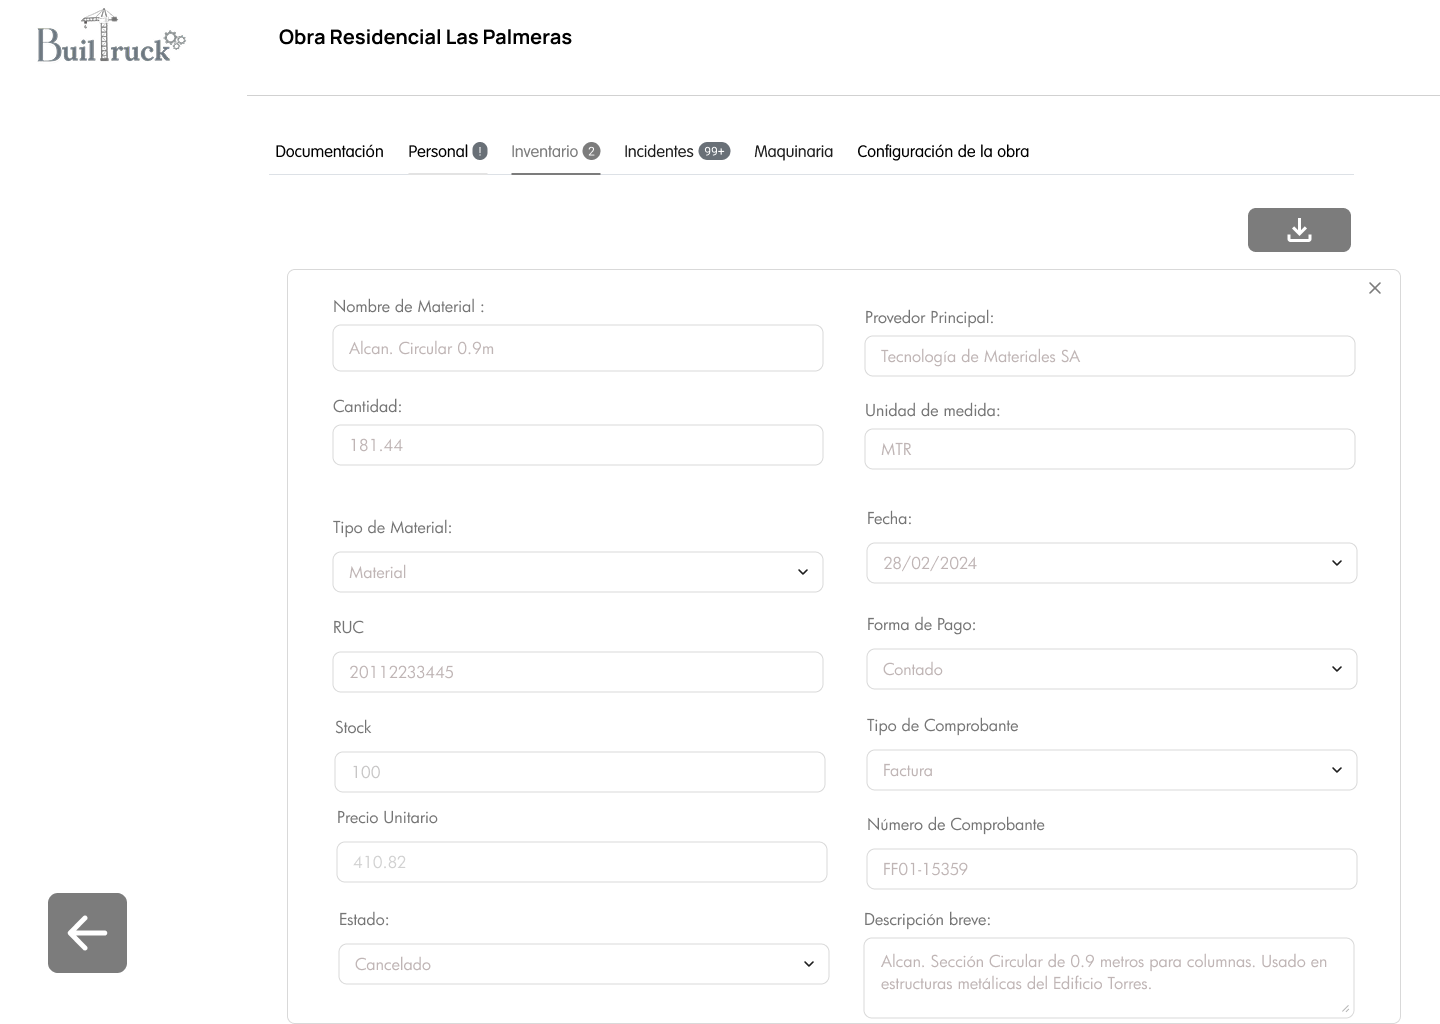 BuilTruck
Obra Residencial Las Palmeras
Documentación Personal ! Inventario 2 Incidentes 99+ Maquinaria Configuración de la obra
Nombre de Material :
Alcan. Circular 0.9m
Provedor Principal:
Tecnología de Materiales SA
Cantidad:
181.44
Unidad de medida:
MTR
Tipo de Material:
Material
Fecha:
28/02/2024
RUC
20112233445
Forma de Pago:
Contado
Stock
100
Tipo de Comprobante
Factura
Precio Unitario
410.82
Número de Comprobante
FF01-15359
Estado:
Cancelado
Descripción breve:
Alcan. Sección Circular de 0.9 metros para columnas. Usado en
estructuras metálicas del Edificio Torres.